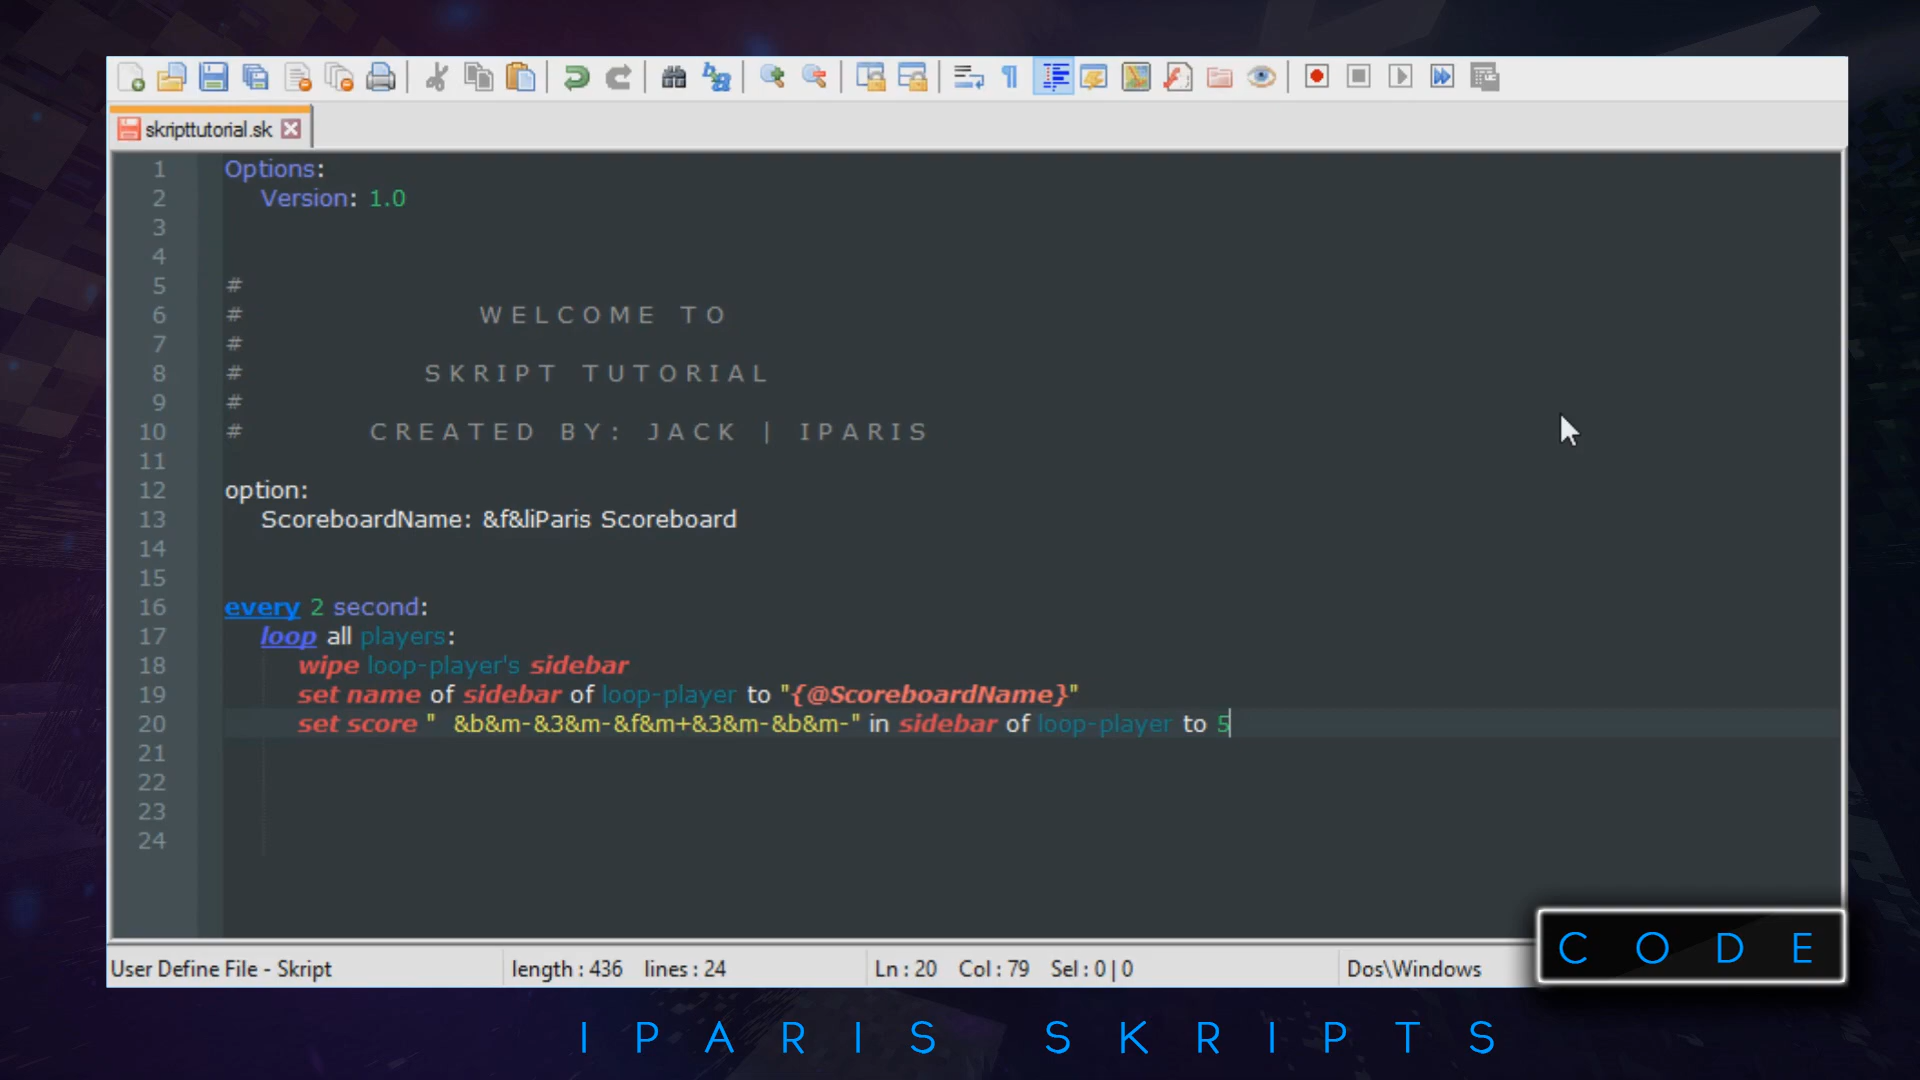 skripttutorial.sk
1 Options:
2 Version: 1.0
3
4
5 #
6 # WELCOME TO
7 #
8 # SKRIPT TUTORIAL
9 #
10 # CREATED BY: JACK | IPARIS
11
12 option:
13 ScoreboardName: &f&liParis Scoreboard
14
15
16 every 2 second:
17 loop all players:
18 wipe loop-player's sidebar
19 set name of sidebar of loop-player to "{@ScoreboardName}"
20 set score "  &b&m-&3&m-&f&m+&3&m-&b&m-" in sidebar of loop-player to 5
21
22
23
24
User Define File - Skript length : 436 lines : 24 Ln : 20 Col : 79 Sel : 0 | 0 Dos\Windows
CODE
IPARIS SKRIPTS